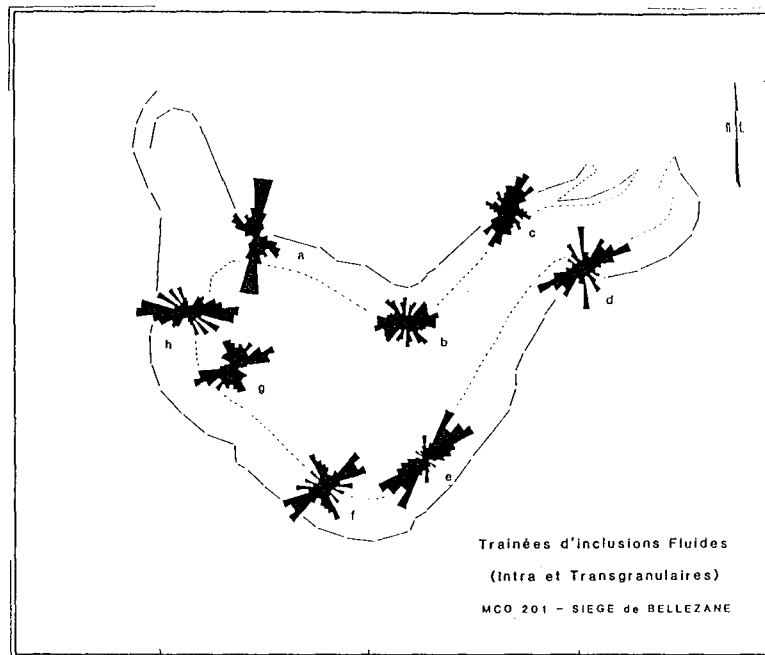 a
c
d
h
b
g
e
f
Trainées d'inclusions Fluides
(Intra et Transgranulaires)
MCO 201 - SIEGE de BELLEZANE